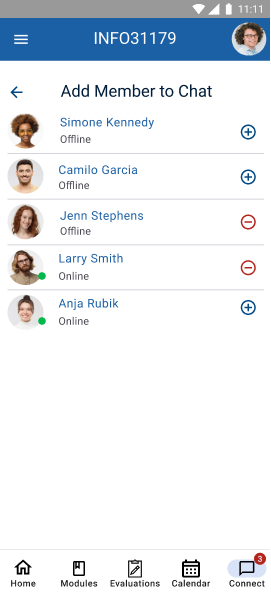 11:11
INFO31179
Add Member to Chat
Simone Kennedy
Offline
Camilo Garcia
Offline
Jenn Stephens
Offline
Larry Smith
Online
Anja Rubik
Online
3
Home Modules Evaluations Calendar Connect